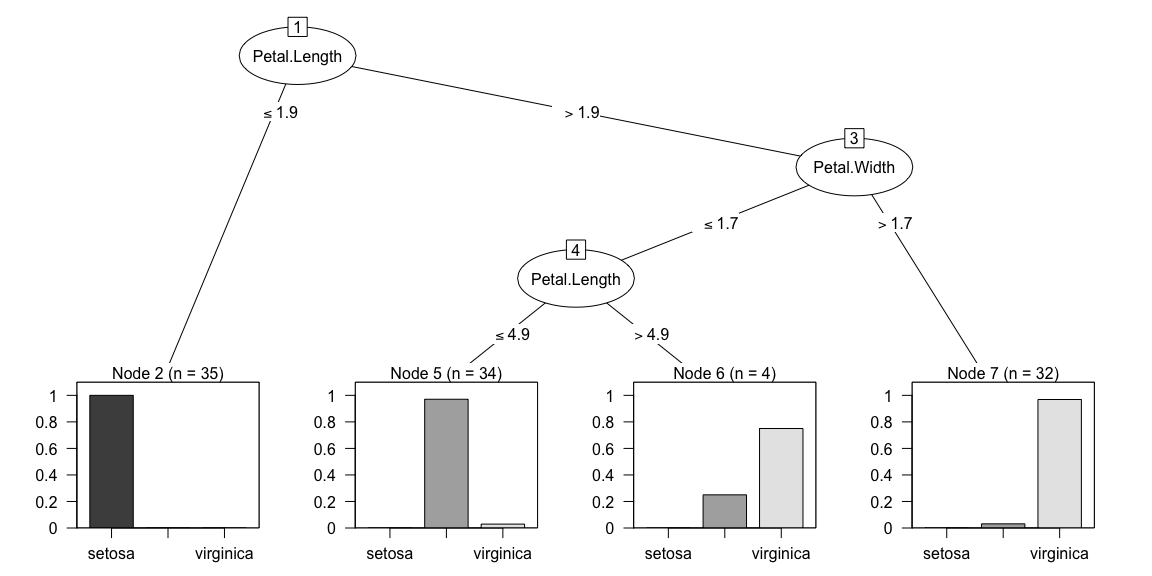 1
Petal.Length
≤ 1.9
> 1.9
3
Petal.Width
≤ 1.7
> 1.7
4
Petal.Length
≤ 4.9
> 4.9
Node 2 (n = 35)
1
0.8
0.6
0.4
0.2
0
setosa
virginica
Node 5 (n = 34)
1
0.8
0.6
0.4
0.2
0
setosa
virginica
Node 6 (n = 4)
1
0.8
0.6
0.4
0.2
0
setosa
virginica
Node 7 (n = 32)
1
0.8
0.6
0.4
0.2
0
setosa
virginica